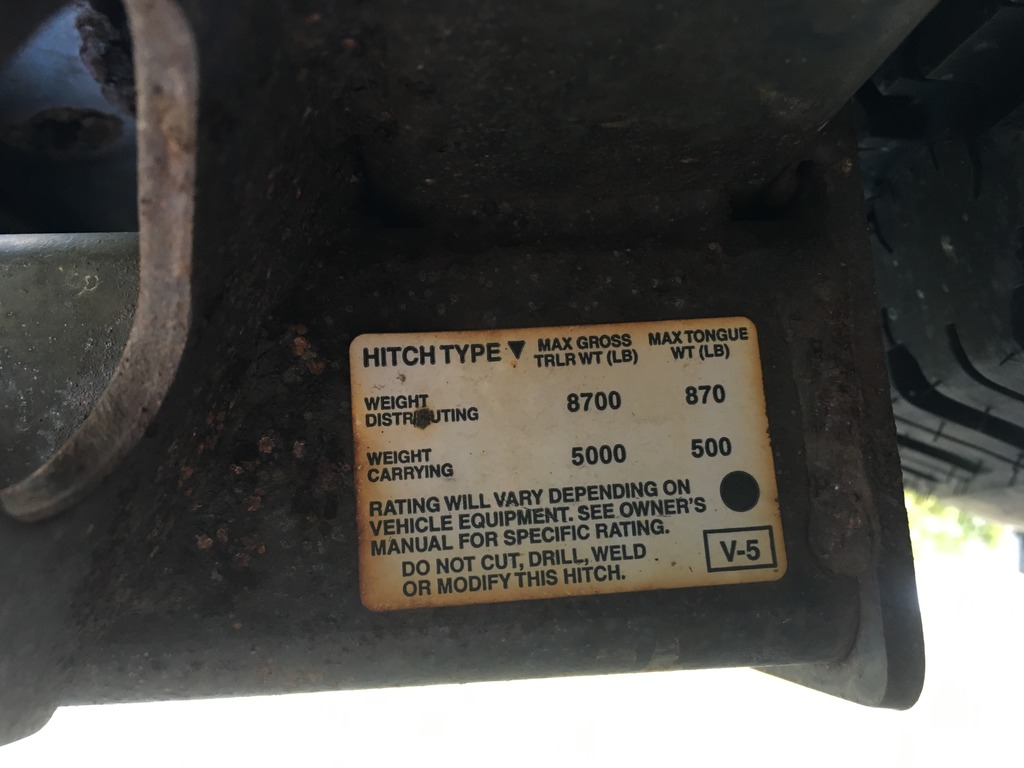 HITCH TYPE ▼ MAX GROSS TRLR WT (LB) MAX TONGUE WT (LB)
WEIGHT DISTRIBUTING 8700 870
WEIGHT CARRYING 5000 500
RATING WILL VARY DEPENDING ON
VEHICLE EQUIPMENT. SEE OWNER'S
MANUAL FOR SPECIFIC RATING.
DO NOT CUT, DRILL, WELD
OR MODIFY THIS HITCH.
V-5